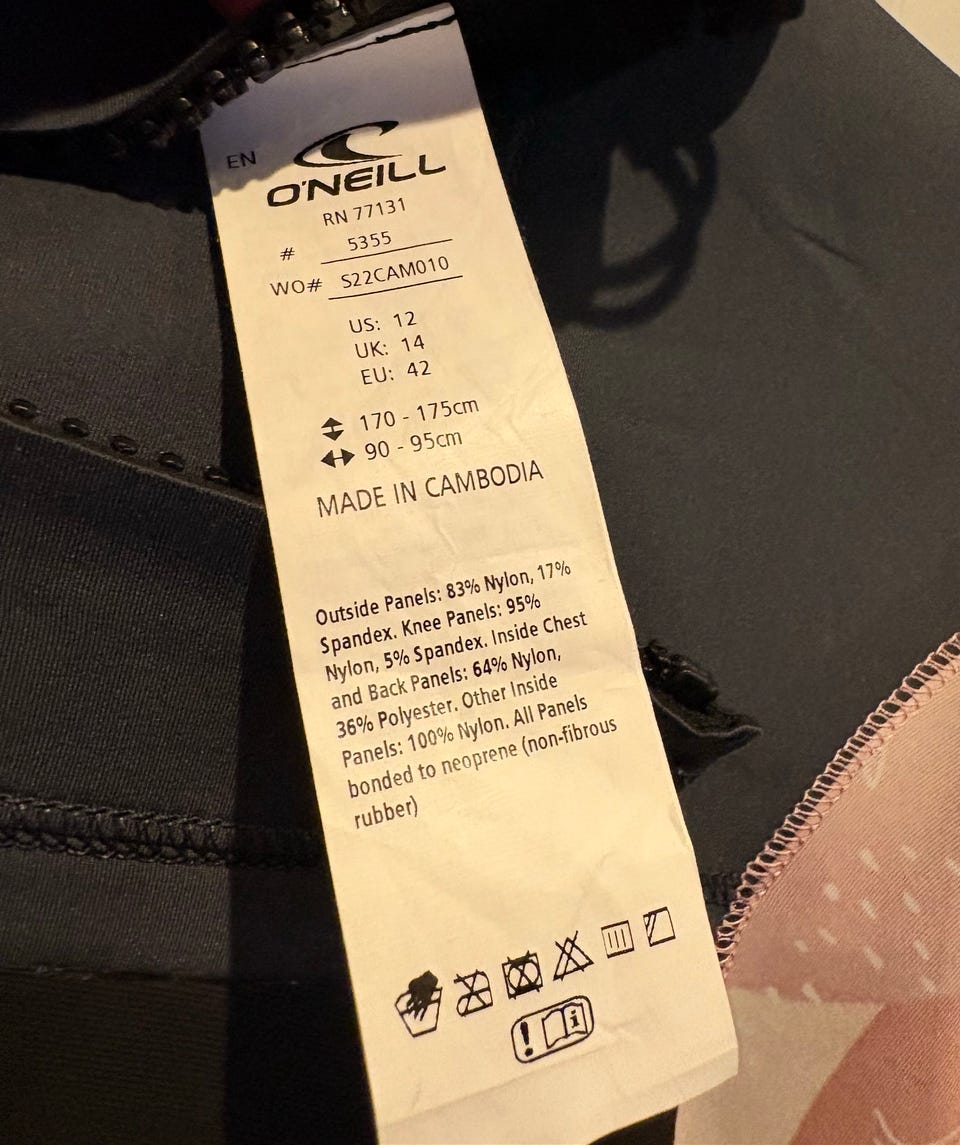 EN
O'NEILL
RN 77131
# 5355
WO# S22CAM010
US: 12
UK: 14
EU: 42
170 - 175cm
90 - 95cm
MADE IN CAMBODIA
Outside Panels: 83% Nylon, 17%
Spandex. Knee Panels: 95%
Nylon, 5% Spandex. Inside Chest
and Back Panels: 64% Nylon,
36% Polyester. Other Inside
Panels: 100% Nylon. All Panels
bonded to neoprene (non-fibrous
rubber)
! i